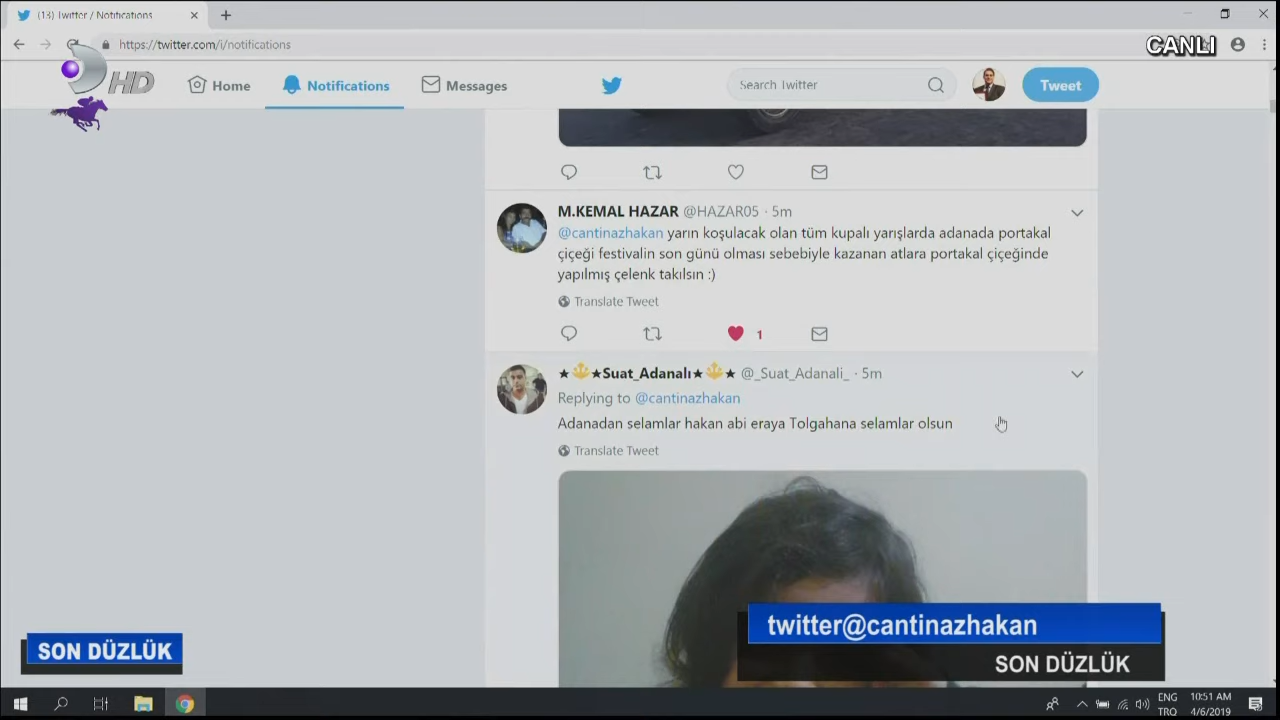 (13) Twitter / Notifications
https://twitter.com/i/notifications
CANLI
HD
Home
Notifications
Messages
Search Twitter
Tweet
M.KEMAL HAZAR @HAZAR05 · 5m
@cantinazhakan yarın koşulacak olan tüm kupalı yarışlarda adanada portakal
çiçeği festivalin son günü olması sebebiyle kazanan atlara portakal çiçeğinde
yapılmış çelenk takılsın :)
Translate Tweet
1
★🔱★Suat_Adanalı★🔱★ @_Suat_Adanali_ · 5m
Replying to @cantinazhakan
Adanadan selamlar hakan abi eraya Tolgahana selamlar olsun
Translate Tweet
twitter@cantinazhakan
SON DÜZLÜK
SON DÜZLÜK
ENG
TRQ
10:51 AM
4/6/2019